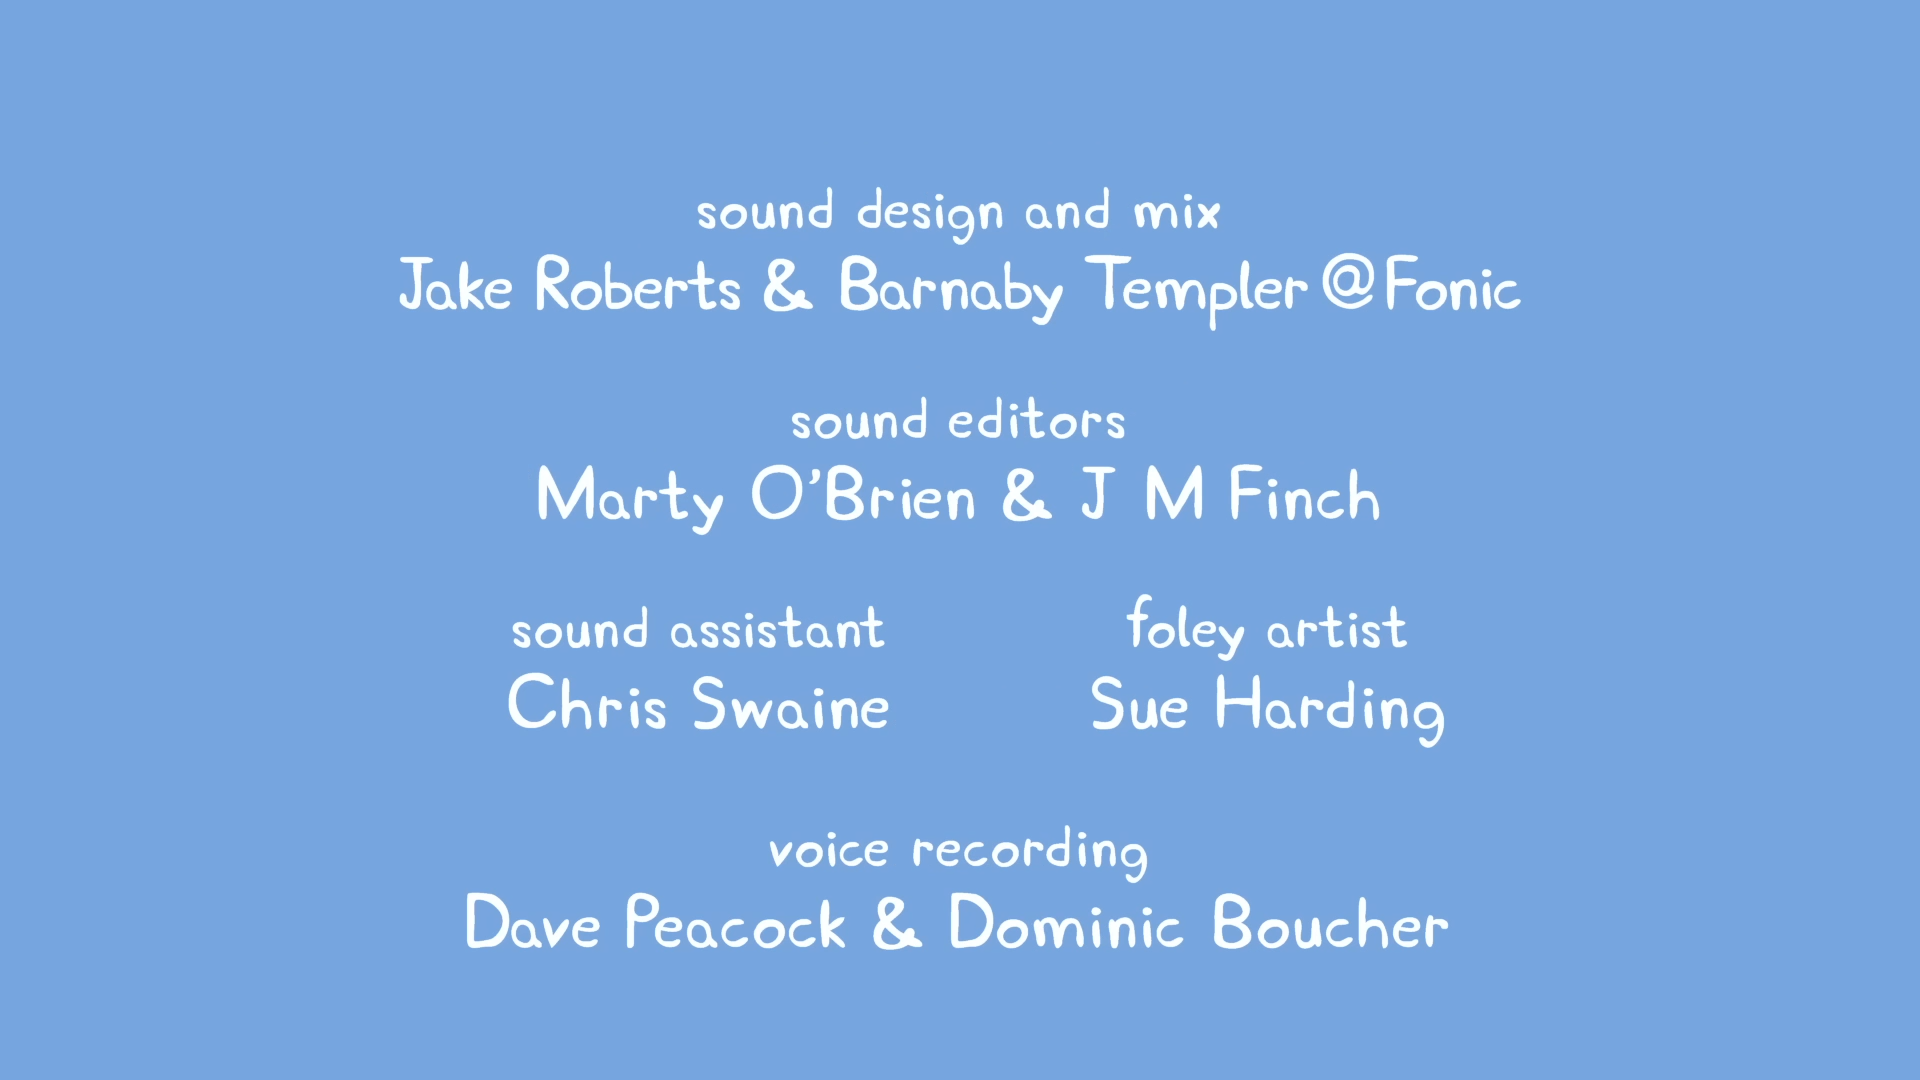 sound design and mix
Jake Roberts & Barnaby Templer @ Fonic
sound editors
Marty O'Brien & J M Finch
sound assistant
Chris Swaine
foley artist
Sue Harding
voice recording
Dave Peacock & Dominic Boucher